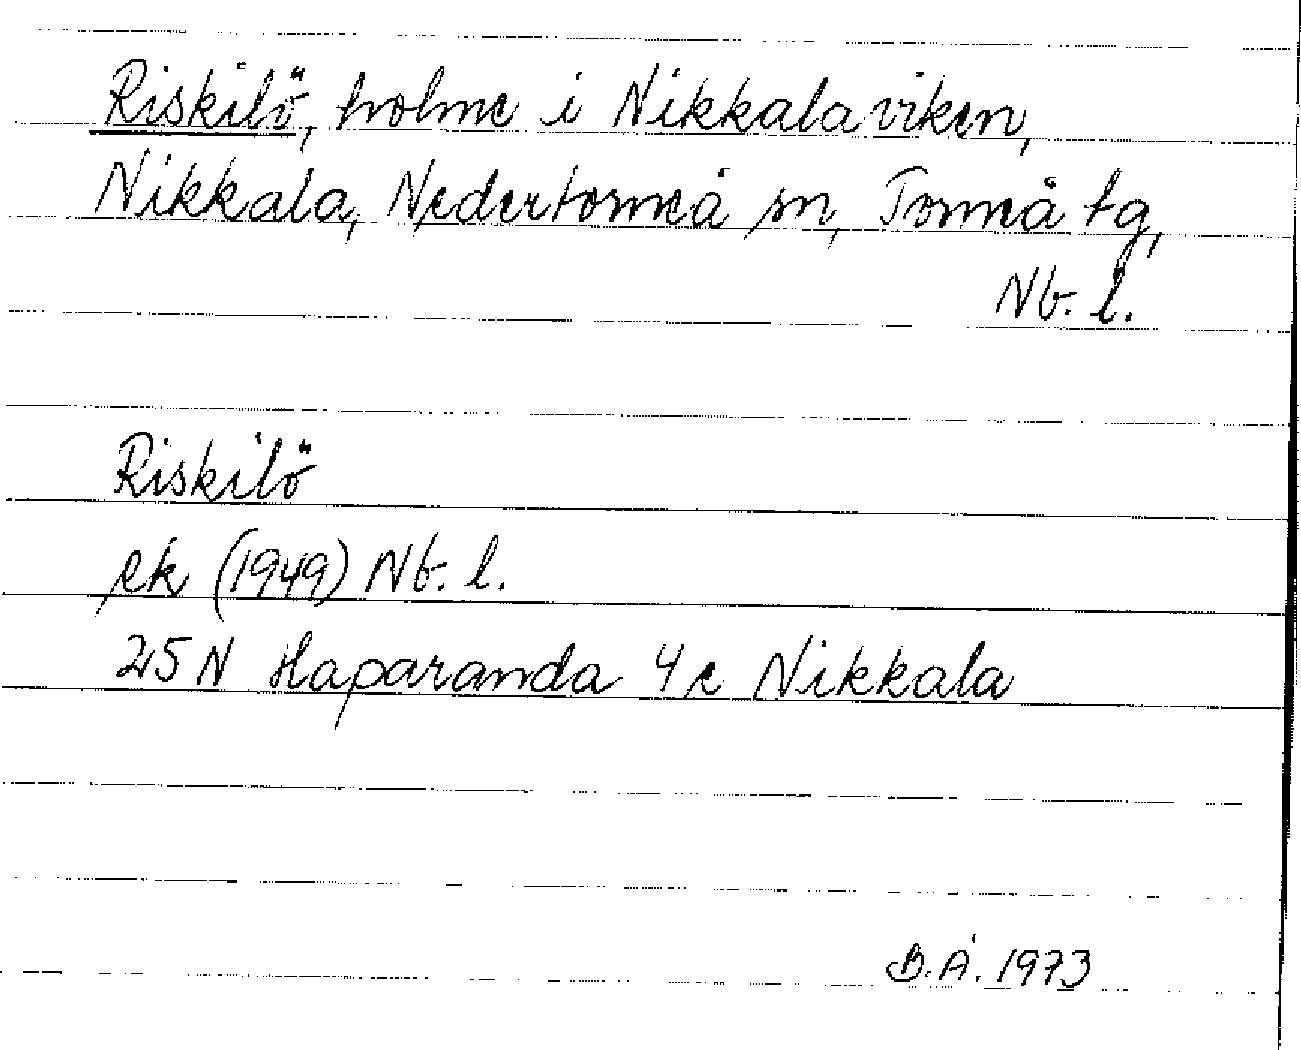 Riskilö, holme i Nikkalaviken,
Nikkala, Nedertorneå sn, Torneå tg,
Nb. l.
Riskilö
ek (1949) Nb. l.
25 N Haparanda 4 e Nikkala
B.Å. 1973